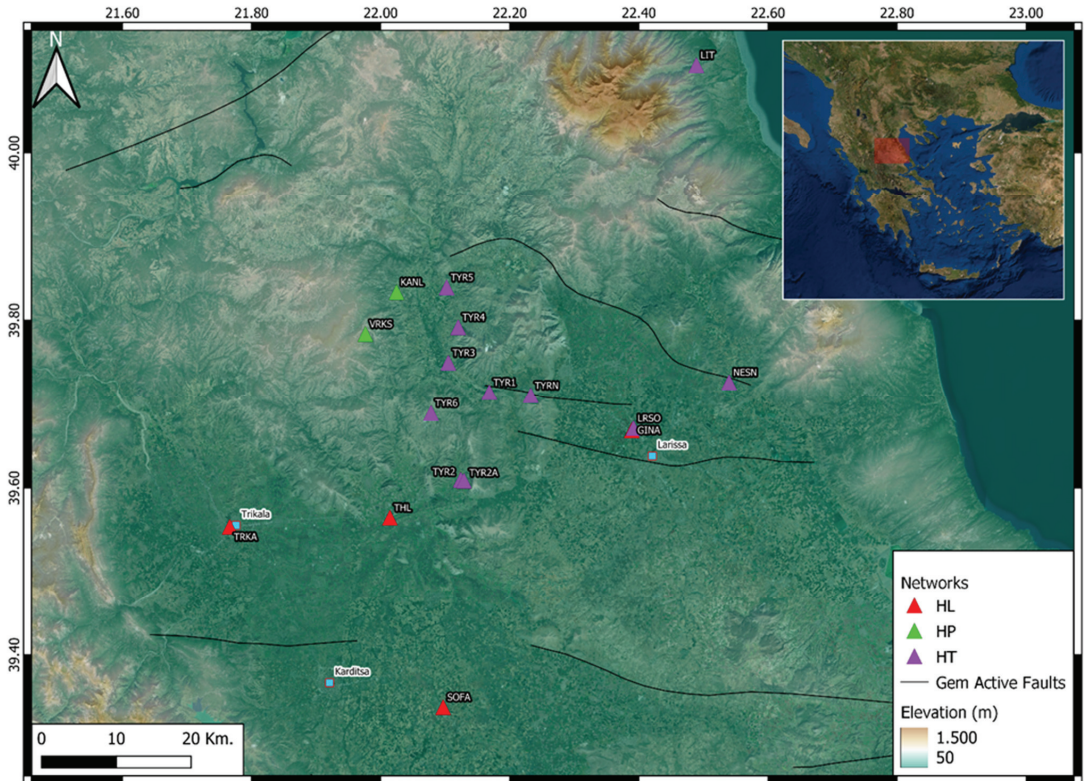 21.60 21.80 22.00 22.20 22.40 22.60 22.80 23.00
N
LIT
40.00
KANL
TYR5
39.80
VRKS
TYR4
TYR3
NESN
TYR1
TYRN
TYR6
LRSO
GINA
Larissa
TYR2
TYR2A
39.60
THL
Trikala
TRKA
39.40
Karditsa
SOFA
0 10 20 Km.
Networks
HL
HP
HT
Gem Active Faults
Elevation (m)
1.500
50